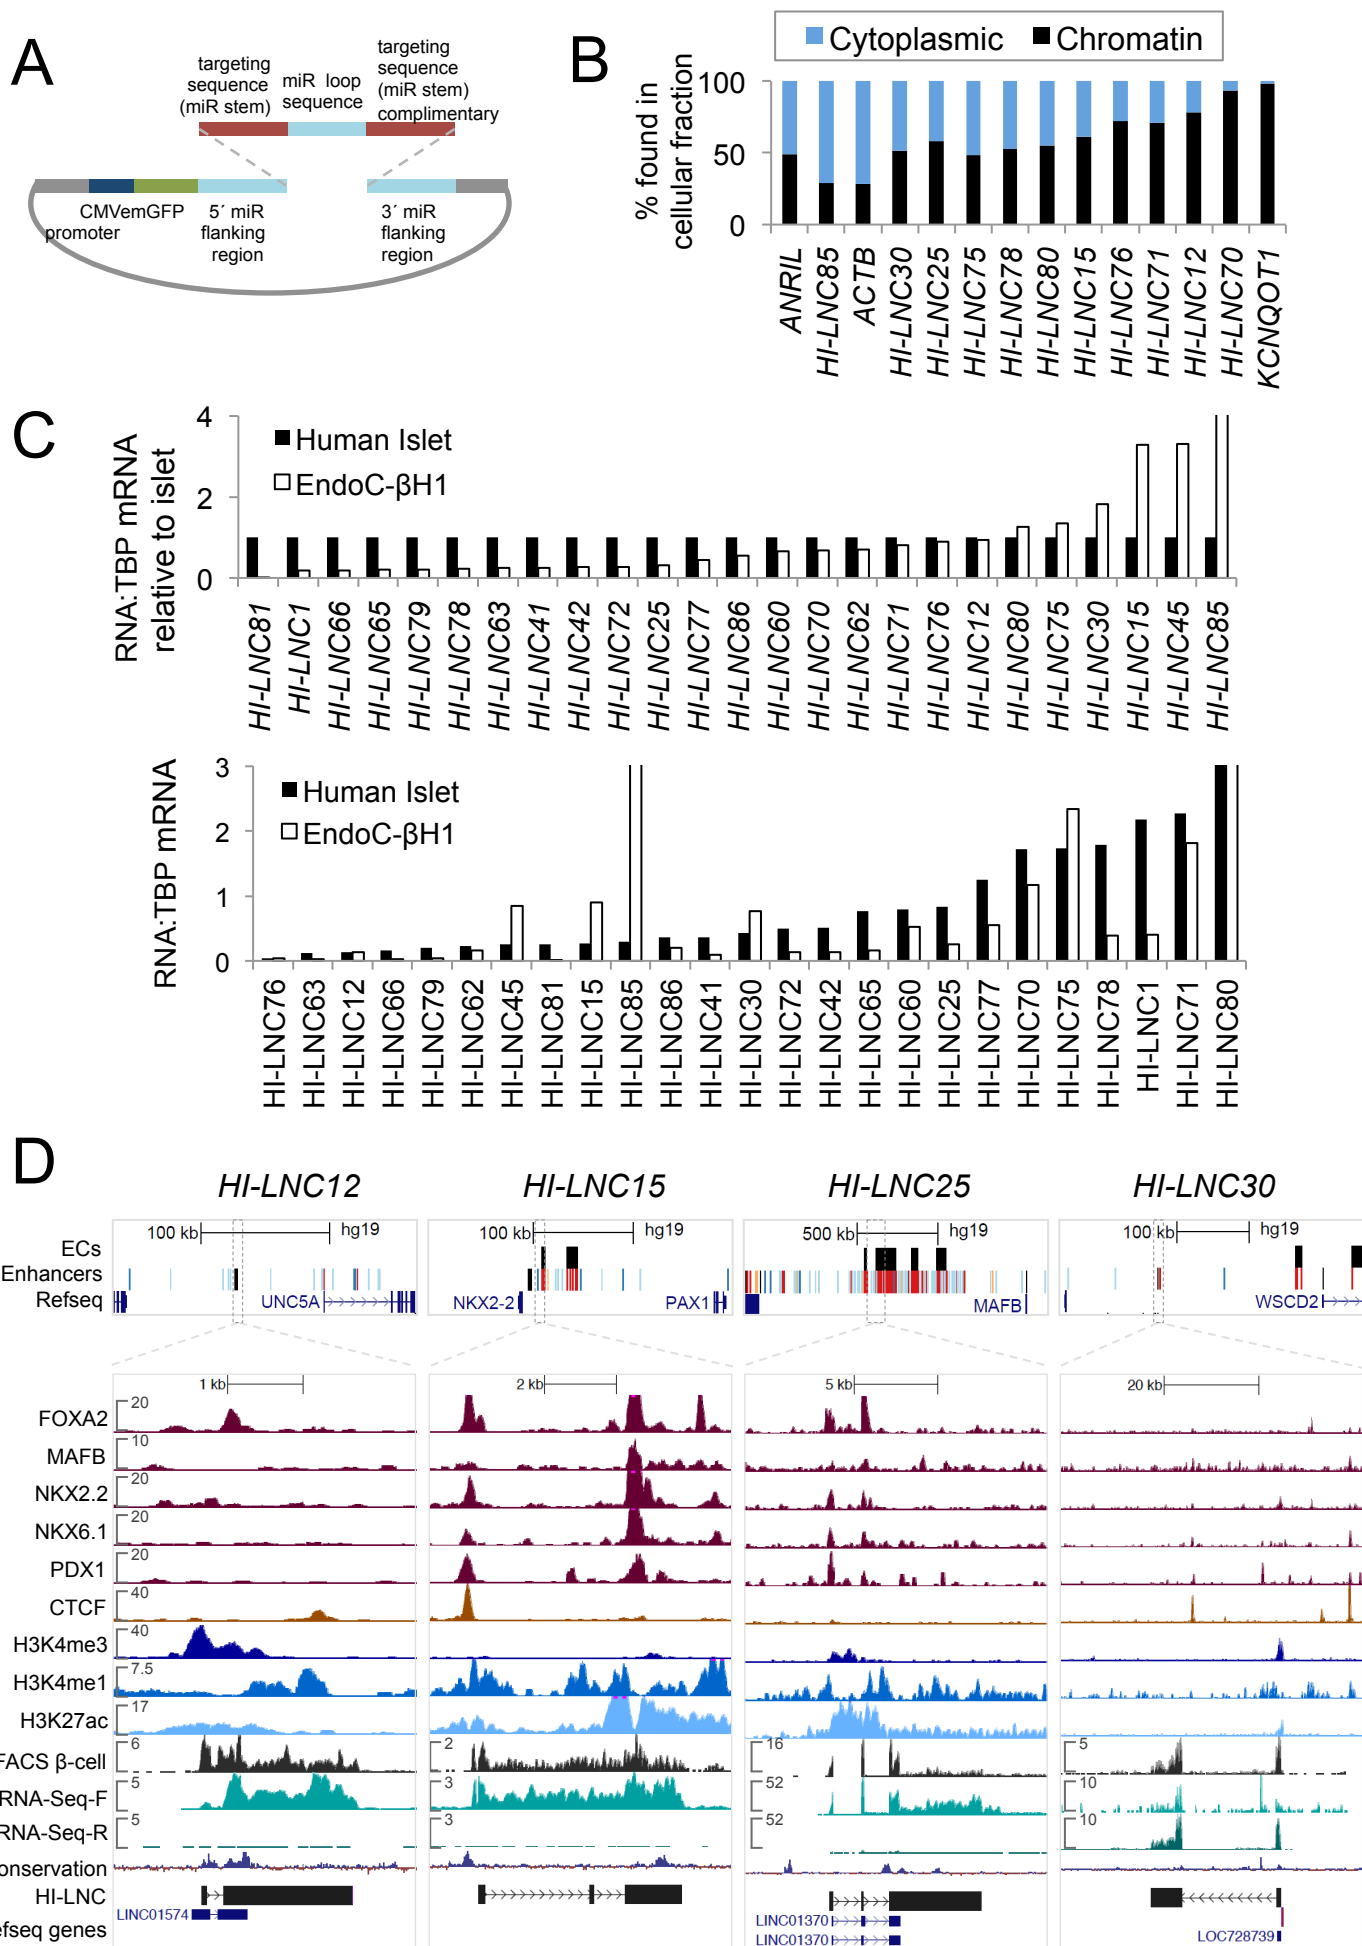 A
targeting
sequence
(miR stem)
miR loop
sequence
targeting
sequence
(miR stem)
complimentary
CMVemGFP
promoter
5´ miR
flanking
region
3´ miR
flanking
region
B
Cytoplasmic
Chromatin
% found in
cellular fraction
100
50
0
ANRIL
HI-LNC85
ACTB
HI-LNC30
HI-LNC25
HI-LNC75
HI-LNC78
HI-LNC80
HI-LNC15
HI-LNC76
HI-LNC71
HI-LNC12
HI-LNC70
KCNQOT1
C
RNA:TBP mRNA
relative to islet
4
2
0
Human Islet
EndoC-βH1
HI-LNC81
HI-LNC1
HI-LNC66
HI-LNC65
HI-LNC79
HI-LNC78
HI-LNC63
HI-LNC41
HI-LNC42
HI-LNC72
HI-LNC25
HI-LNC77
HI-LNC86
HI-LNC60
HI-LNC70
HI-LNC62
HI-LNC71
HI-LNC76
HI-LNC12
HI-LNC80
HI-LNC75
HI-LNC30
HI-LNC15
HI-LNC45
HI-LNC85
RNA:TBP mRNA
3
2
1
0
Human Islet
EndoC-βH1
HI-LNC76
HI-LNC63
HI-LNC12
HI-LNC66
HI-LNC79
HI-LNC62
HI-LNC45
HI-LNC81
HI-LNC15
HI-LNC85
HI-LNC86
HI-LNC41
HI-LNC30
HI-LNC72
HI-LNC42
HI-LNC65
HI-LNC60
HI-LNC25
HI-LNC77
HI-LNC70
HI-LNC75
HI-LNC78
HI-LNC1
HI-LNC71
HI-LNC80
D
HI-LNC12
HI-LNC15
HI-LNC25
HI-LNC30
100 kb
hg19
100 kb
hg19
500 kb
hg19
100 kb
hg19
ECs
Enhancers
Refseq
UNC5A
NKX2-2
PAX1
MAFB
WSCD2
1 kb
2 kb
5 kb
20 kb
FOXA2
20
MAFB
10
NKX2.2
20
NKX6.1
20
PDX1
20
CTCF
40
H3K4me3
40
H3K4me1
7.5
H3K27ac
17
FACS β-cell
6
2
16
5
RNA-Seq-F
5
3
52
10
RNA-Seq-R
5
3
52
10
onservation
HI-LNC
efseq genes
LINC01574
LINC01370
LINC01370
LOC728739